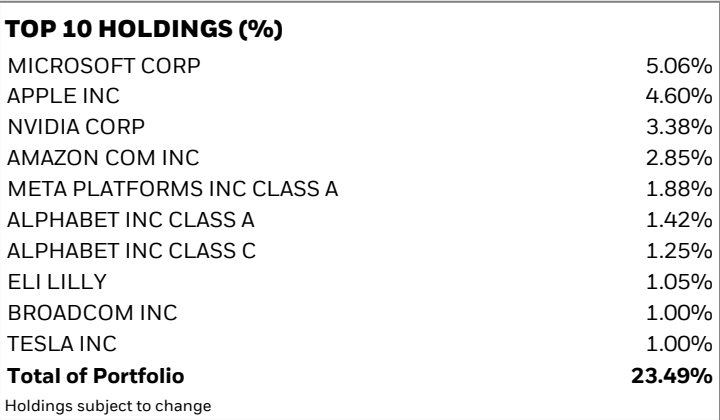 TOP 10 HOLDINGS (%)
MICROSOFT CORP 5.06%
APPLE INC 4.60%
NVIDIA CORP 3.38%
AMAZON COM INC 2.85%
META PLATFORMS INC CLASS A 1.88%
ALPHABET INC CLASS A 1.42%
ALPHABET INC CLASS C 1.25%
ELI LILLY 1.05%
BROADCOM INC 1.00%
TESLA INC 1.00%
Total of Portfolio 23.49%
Holdings subject to change